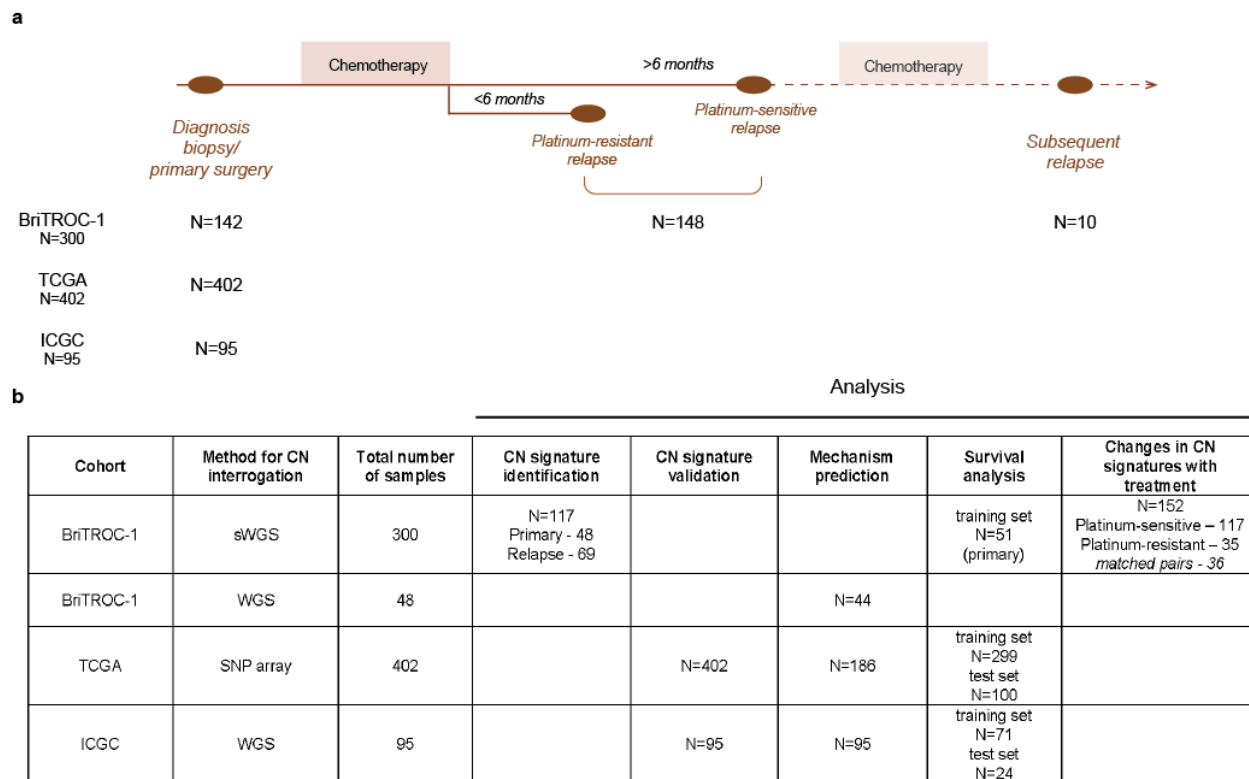 a
Chemotherapy
>6 months
Chemotherapy
<6 months
Diagnosis
biopsy/
primary surgery
Platinum-resistant
relapse
Platinum-sensitive
relapse
Subsequent
relapse
BriTROC-1
N=300
N=142
N=148
N=10
TCGA
N=402
N=402
ICGC
N=95
N=95
b
Analysis
Cohort
Method for CN
interrogation
Total number
of samples
CN signature
identification
CN signature
validation
Mechanism
prediction
Survival
analysis
Changes in CN
signatures with
treatment
BriTROC-1
sWGS
300
N=117
Primary - 48
Relapse - 69
training set
N=51
(primary)
N=152
Platinum-sensitive – 117
Platinum-resistant – 35
matched pairs - 36
BriTROC-1
WGS
48
N=44
TCGA
SNP array
402
N=402
N=186
training set
N=299
test set
N=100
ICGC
WGS
95
N=95
N=95
training set
N=71
test set
N=24